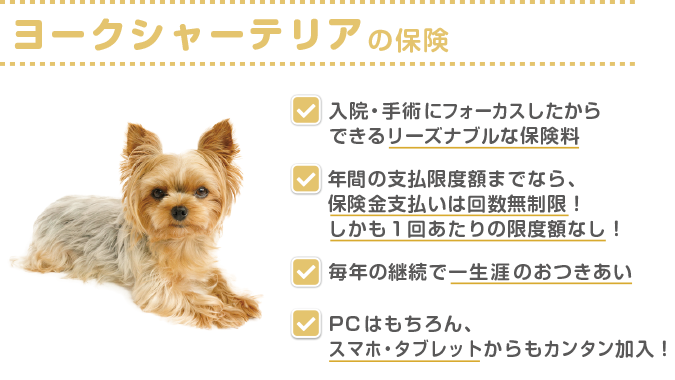 ヨークシャーテリアの保険
入院・手術にフォーカスしたから
できるリーズナブルな保険料
年間の支払限度額までなら、
保険金支払いは回数無制限！
しかも１回あたりの限度額なし！
毎年の継続で一生涯のおつきあい
PCはもちろん、
スマホ・タブレットからもカンタン加入！